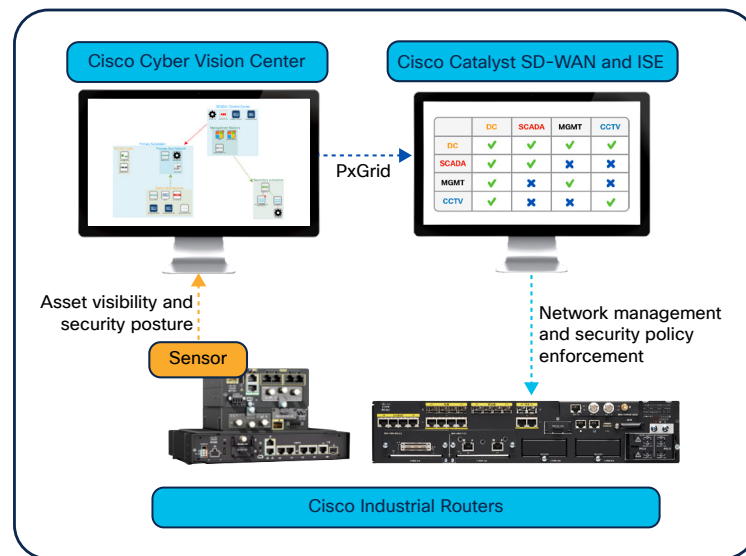 Cisco Cyber Vision Center
Cisco Catalyst SD-WAN and ISE
DC SCADA MGMT CCTV
DC
SCADA
MGMT
CCTV
PxGrid
Asset visibility and
security posture
Network management
and security policy
enforcement
Sensor
Cisco Industrial Routers